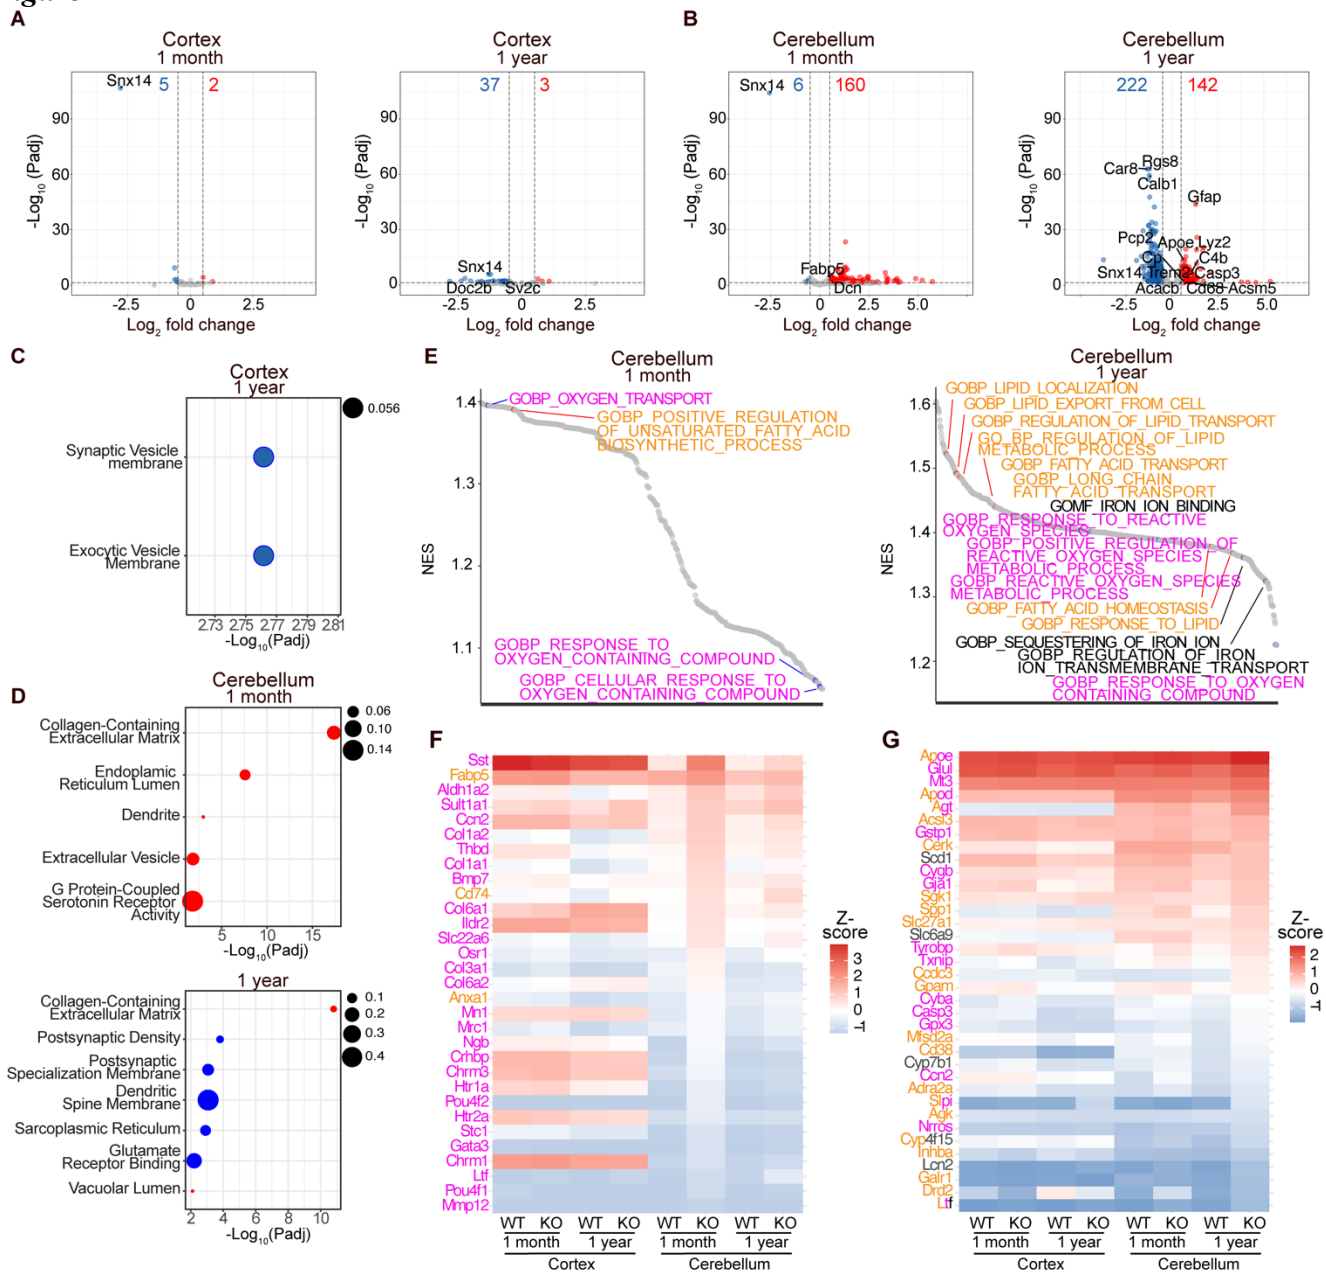 A
Cortex
1 month
-Log10 (Padj)
90
60
30
0
Snx14
5
2
-2.5
0
2.5
Log2 fold change
Cortex
1 year
-Log10 (Padj)
90
60
30
0
37
3
Snx14
Doc2b
Sv2c
-2.5
0
2.5
Log2 fold change
B
Cerebellum
1 month
-Log10 (Padj)
90
60
30
0
Snx14
6
160
Fabp5
Dcn
-2.5
0
2.5
5.0
Log2 fold change
Cerebellum
1 year
-Log10 (Padj)
90
60
30
0
222
142
Rgs8
Car8
Calb1
Gfap
Pcp2
Apoe
Lyz2
Cp
C4b
Snx14
Trem2
Casp3
Acacb
Cd68
Acsm5
-2.5
0
2.5
5.0
Log2 fold change
C
Cortex
1 year
0.056
Synaptic Vesicle
membrane
Exocytic Vesicle
Membrane
2.73 2.75 2.77 2.79 2.81
-Log10(Padj)
D
Cerebellum
1 month
0.06
0.10
0.14
Collagen-Containing
Extracellular Matrix
Endoplamic
Reticulum Lumen
Dendrite
Extracellular Vesicle
G Protein-Coupled
Serotonin Receptor
Activity
5 10 15
-Log10(Padj)
1 year
0.1
0.2
0.3
0.4
Collagen-Containing
Extracellular Matrix
Postsynaptic Density
Postsynaptic
Specialization Membrane
Dendritic
Spine Membrane
Sarcoplasmic Reticulum
Glutamate
Receptor Binding
Vacuolar Lumen
2 4 6 8 10
-Log10(Padj)
E
Cerebellum
1 month
NES
1.4
1.3
1.2
1.1
GOBP_OXYGEN_TRANSPORT
GOBP_POSITIVE_REGULATION
OF_UNSATURATED_FATTY_ACID
BIOSYNTHETIC_PROCESS
GOBP_RESPONSE_TO
OXYGEN_CONTAINING_COMPOUND
GOBP_CELLULAR_RESPONSE_TO
OXYGEN_CONTAINING_COMPOUND
Cerebellum
1 year
NES
1.6
1.5
1.4
1.3
1.2
GOBP_LIPID_LOCALIZATION
GOBP_LIPID_EXPORT_FROM_CELL
GOBP_REGULATION_OF_LIPID_TRANSPORT
GO_BP_REGULATION_OF_LIPID
METABOLIC_PROCESS
GOBP_FATTY_ACID_TRANSPORT
GOBP_LONG_CHAIN
FATTY_ACID_TRANSPORT
GOMF_IRON_ION_BINDING
GOBP_RESPONSE_TO_REACTIVE
OXYGEN_SPECIES
GOBP_POSITIVE_REGULATION_OF
REACTIVE_OXYGEN_SPECIES
METABOLIC_PROCESS
GOBP_REACTIVE_OXYGEN_SPECIES
METABOLIC_PROCESS
GOBP_FATTY_ACID_HOMEOSTASIS
GOBP_RESPONSE_TO_LIPID
GOBP_SEQUESTERING_OF_IRON_ION
GOBP_REGULATION_OF_IRON
ION_TRANSMEMBRANE_TRANSPORT
GOBP_RESPONSE_TO_OXYGEN
CONTAINING_COMPOUND
F
Sst
Fabp5
Aldh1a2
Sult1a1
Ccn2
Col1a2
Thbd
Col1a1
Bmp7
Cd74
Col6a1
Ildr2
Slc22a6
Osr1
Col3a1
Col6a2
Anxa1
Mn1
Mrc1
Ngb
Crhbp
Chrm3
Htr1a
Pou4f2
Htr2a
Stc1
Gata3
Chrm1
Ltf
Pou4f1
Mmp12
WT KO WT KO WT KO WT KO
1 month 1 year 1 month 1 year
Cortex Cerebellum
Z-
score
3
2
1
0
-1
G
Apoe
Glul
Mt3
Apod
Agt
Acsl3
Gstp1
Cerk
Scd1
Cygb
Gja1
Sgk1
Spp1
Slc27a1
Slc6a9
Tyrobp
Txnip
Ccdc3
Gpam
Cyba
Casp3
Gpx3
Mfsd2a
Cd38
Cyp7b1
Ccn2
Adra2a
Slpi
Agk
Nrros
Cyp4f15
Inhba
Lcn2
Galr1
Drd2
Ltf
WT KO WT KO WT KO WT KO
1 month 1 year 1 month 1 year
Cortex Cerebellum
Z-
score
2
1
0
-1